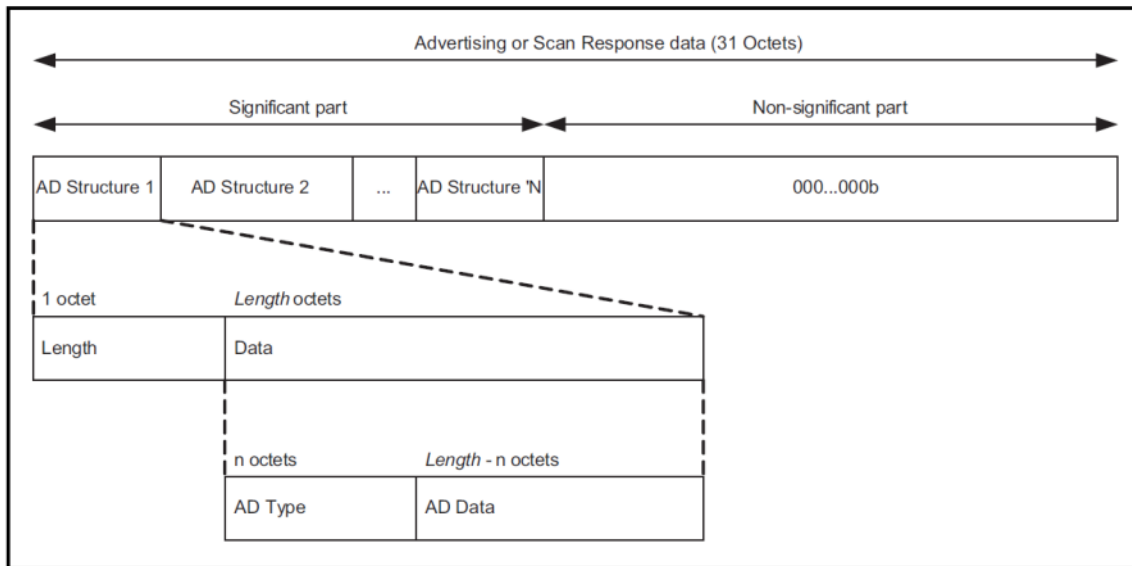 Advertising or Scan Response data (31 Octets)
Significant part
Non-significant part
AD Structure 1
AD Structure 2
...
AD Structure 'N
000...000b
1 octet
Length octets
Length
Data
n octets
Length - n octets
AD Type
AD Data